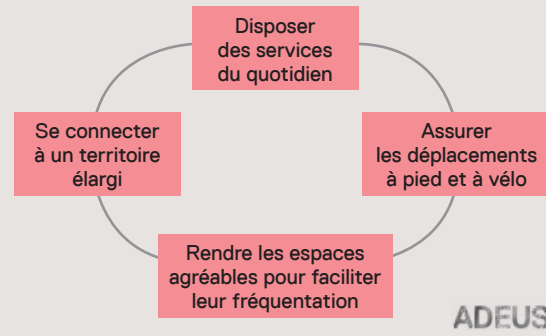 Disposer
des services
du quotidien
Se connecter
à un territoire
élargi
Assurer
les déplacements
à pied et à vélo
Rendre les espaces
agréables pour faciliter
leur fréquentation
ADEUS